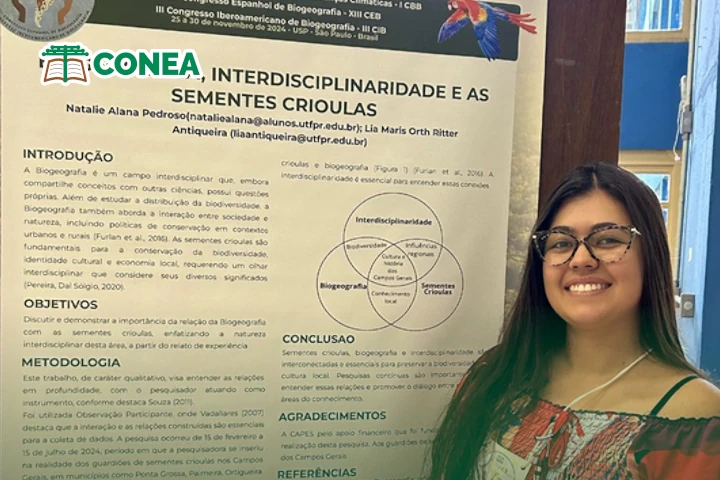 nças Climáticas - I CBB
Congresso Espanhol de Biogeografia - XIII CEB
III Congresso Iberoamericano de Biogeografia - III CIB
25 a 30 de novembro de 2024 - USP - São Paulo - Brasil
CONEA
, INTERDISCIPLINARIDADE E AS
SEMENTES CRIOULAS
Natalie Alana Pedroso(nataliealana@alunos.utfpr.edu.br); Lia Maris Orth Ritter
Antiqueira (liaantiqueira@utfpr.edu.br)
INTRODUÇÃO
A Biogeografia é um campo interdisciplinar que, embora
compartilhe conceitos com outras ciências, possui questões
próprias. Além de estudar a distribuição da biodiversidade, a
Biogeografia também aborda a interação entre sociedade e
natureza, incluindo políticas de conservação em contextos
urbanos e rurais (Furlan et al., 2016). As sementes crioulas são
fundamentais para a conservação da biodiversidade,
identidade cultural e economia local, requerendo um olhar
interdisciplinar que considere seus diversos significados
(Pereira, Dal Soglio, 2020).
OBJETIVOS
Discutir e demonstrar a importância da relação da Biogeografia
com as sementes crioulas, enfatizando a natureza
interdisciplinar desta área, a partir do relato de experiência
METODOLOGIA
Este trabalho, de caráter qualitativo, visa entender as relações
em profundidade, com o pesquisador atuando como
instrumento, conforme destaca Souza (2011).
Foi utilizada Observação Participante, onde Vadallares (2007)
destaca que a interação e as relações construídas são essenciais
para a coleta de dados. A pesquisa ocorreu de 15 de fevereiro a
15 de julho de 2024, período em que a pesquisadora se inseriu
na realidade dos guardiões de sementes crioulas nos Campos
Gerais, em municípios como Ponta Grossa, Palmeira, Ortigueira
crioulas e biogeografia (Figura 1) (Furlan et al., 2016). A
interdisciplinaridade é essencial para entender essas conexões
Interdisciplinaridade
Biodiversidade
Influências
regionais
Cultura e
história
dos
Campos Gerais
Biogeografia
Sementes
Crioulas
Conhecimento
local
CONCLUSAO
Sementes crioulas, biogeografia e interdisciplinaridade sã
interconectadas e essenciais para preservar a biodiversidade
cultura local. Pesquisas contínuas são important
entender essas relações e promover o diálogo entre
áreas do conhecimento.
AGRADECIMENTOS
A CAPES pelo apoio financeiro que foi fund
realização desta pesquisa. Aos guardiões
dos Campos Gerais
REFERÊNCIAS